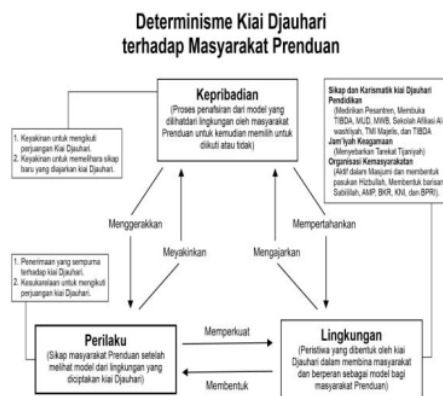 Determinisme Kiai Djauhari
terhadap Masyarakat Prenduan
Kepribadian
(Proses penafsiran dari model yang
dilihatdari lingkungan oleh masyarakat
Prenduan untuk kemudian memilih untuk
diikuti atau tidak)
Sikap dan Karismatik kiai Djauhari
Pendidikan
(Medirikan Pesantren, Membuka
TIBDA, MUD, MWB, Sekolah Afiliasi Al-
washliyah, TMI Majelis, dan TIBDA)
Jam'iyah Keagamaan
(Menyebarkan Tarekat Tijaniyah)
Organisasi Kemasyarakatan
(Aktif dalam Masjumi dan membentuk
pasukan Hizbullah, Membentuk barisan
Sabilillah, AMP, BKR, KNI, dan BPRI).
1. Keyakinan untuk mengikuti
perjuangan Kiai Djauhari.
2. Keyakinan untuk memelihara sikap
baru yang diajarkan kiai Djauhari.
Menggerakkan
Mempertahankan
Meyakinkan
Mengajarkan
1. Penerimaan yang sempurna
terhadap kiai Djauhari.
2. Kesukarelaan untuk mengikuti
perjuangan kiai Djauhari.
Perilaku
(Sikap masyarakat Prenduan setelah
melihat model dari lingkungan yang
diciptakan kiai Djauhari)
Memperkuat
Membentuk
Lingkungan
(Peristiwa yang dibentuk oleh kiai
Djauhari dalam membina masyarakat
dan berperan sebagai model bagi
masyarakat Prenduan)